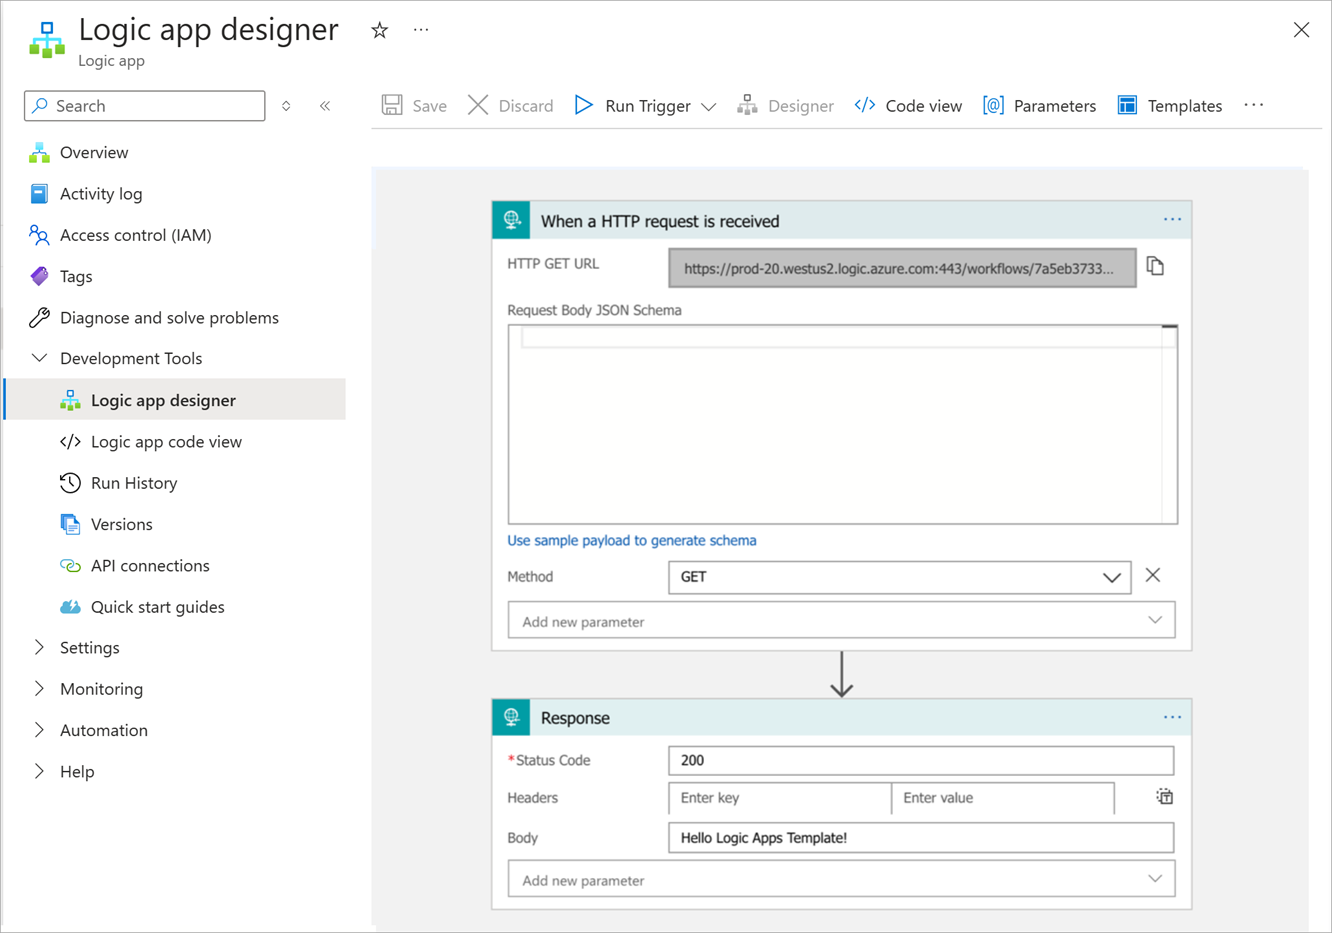 Logic app designer
Logic app
Search
Save Discard Run Trigger Designer Code view Parameters Templates
Overview
Activity log
Access control (IAM)
Tags
Diagnose and solve problems
Development Tools
Logic app designer
Logic app code view
Run History
Versions
API connections
Quick start guides
Settings
Monitoring
Automation
Help
When a HTTP request is received
HTTP GET URL https://prod-20.westus2.logic.azure.com:443/workflows/7a5eb3733...
Request Body JSON Schema
Use sample payload to generate schema
Method GET
Add new parameter
Response
*Status Code 200
Headers Enter key Enter value
Body Hello Logic Apps Template!
Add new parameter